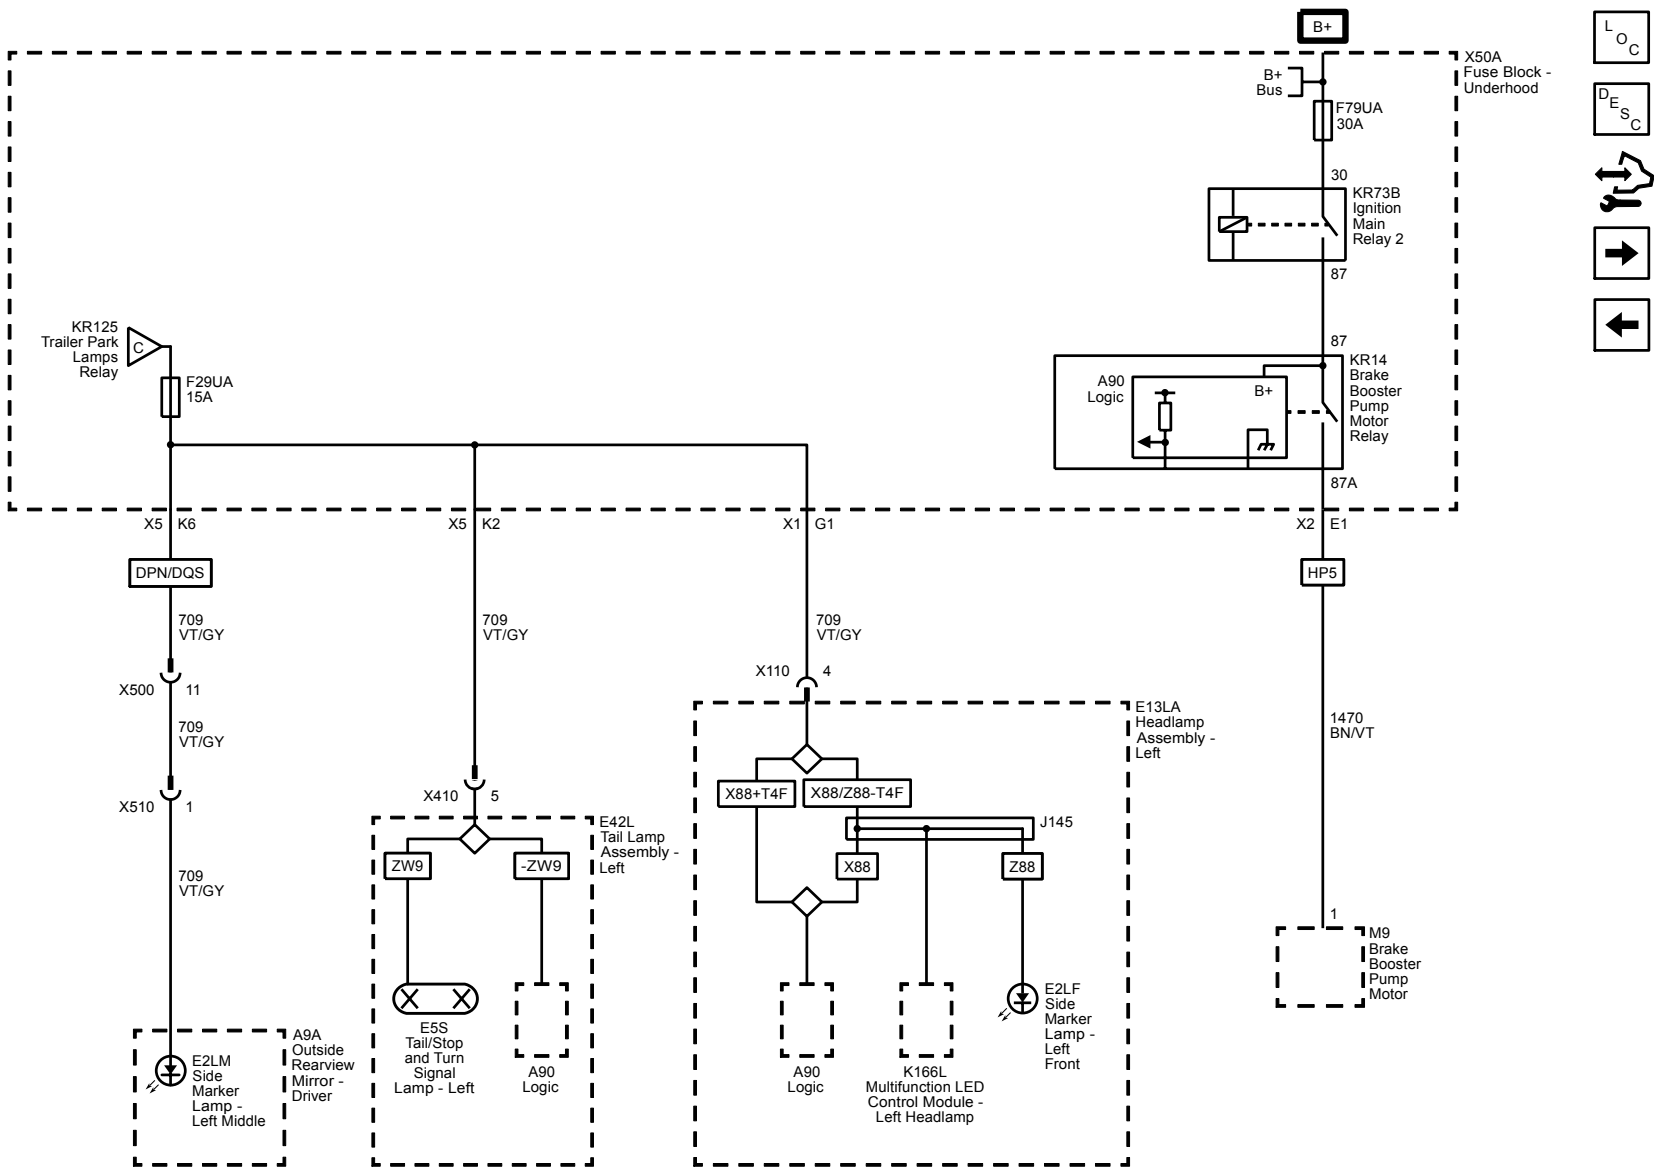 B+
X50A
Fuse Block -
Underhood
B+
Bus
F79UA
30A
30
KR73B
Ignition
Main
Relay 2
87
87
KR14
Brake
Booster
Pump
Motor
Relay
A90
Logic
B+
87A
KR125
Trailer Park
Lamps
Relay
C
F29UA
15A
X5 K6
X5 K2
X1 G1
X2 E1
DPN/DQS
HP5
709
VT/GY
709
VT/GY
709
VT/GY
X110 4
X500 11
709
VT/GY
1470
BN/VT
X510 1
X410 5
709
VT/GY
E13LA
Headlamp
Assembly -
Left
X88+T4F
X88/Z88-T4F
J145
X88
Z88
E42L
Tail Lamp
Assembly -
Left
ZW9
-ZW9
1
M9
Brake
Booster
Pump
Motor
E5S
Tail/Stop
and Turn
Signal
Lamp - Left
A90
Logic
A90
Logic
K166L
Multifunction LED
Control Module -
Left Headlamp
E2LF
Side
Marker
Lamp -
Left
Front
A9A
Outside
Rearview
Mirror -
Driver
E2LM
Side
Marker
Lamp -
Left Middle
LOC
DESC